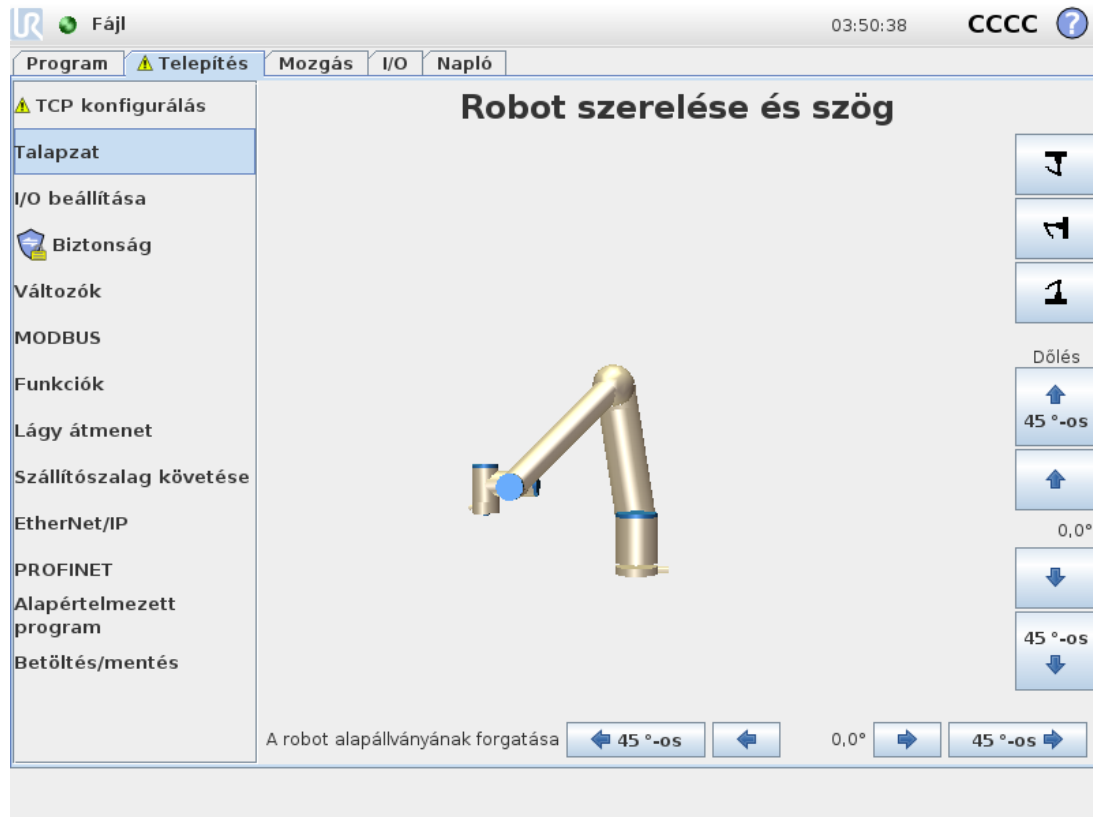 UR Fájl 03:50:38 CCCC ?
Program Telepítés Mozgás I/O Napló
TCP konfigurálás
Robot szerelése és szög
Talapzat
I/O beállítása
Biztonság
Változók
MODBUS
Funkciók
Lágy átmenet
Szállítószalag követése
EtherNet/IP
PROFINET
Alapértelmezett
program
Betöltés/mentés
Dőlés
45 °-os
0,0°
45 °-os
A robot alapállványának forgatása 45 °-os 0,0° 45 °-os